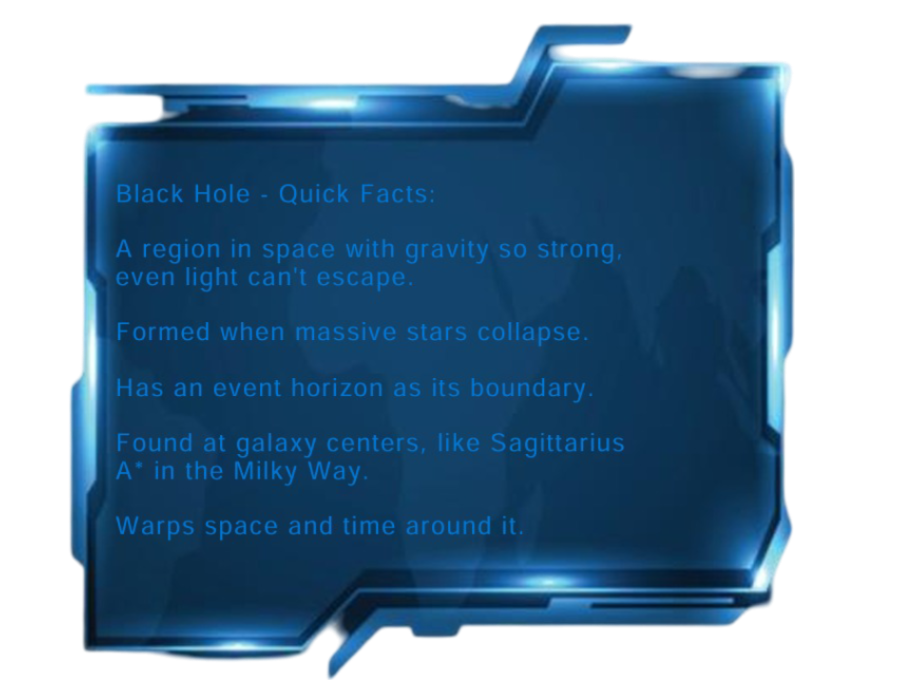 Black Hole - Quick Facts:
A region in space with gravity so strong,
even light can't escape.
Formed when massive stars collapse.
Has an event horizon as its boundary.
Found at galaxy centers, like Sagittarius
A* in the Milky Way.
Warps space and time around it.